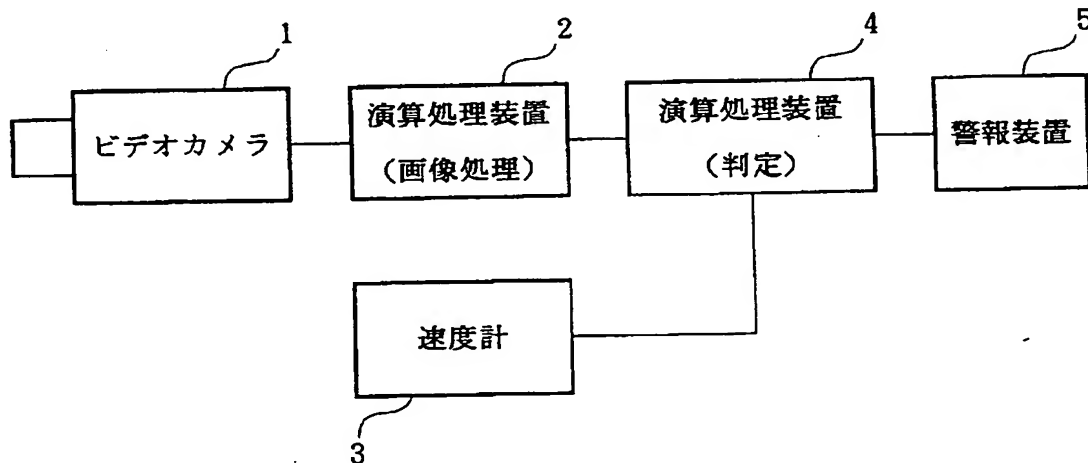 1
ビデオカメラ
2
演算処理装置
(画像処理)
4
演算処理装置
(判定)
5
警報装置
速度計
3